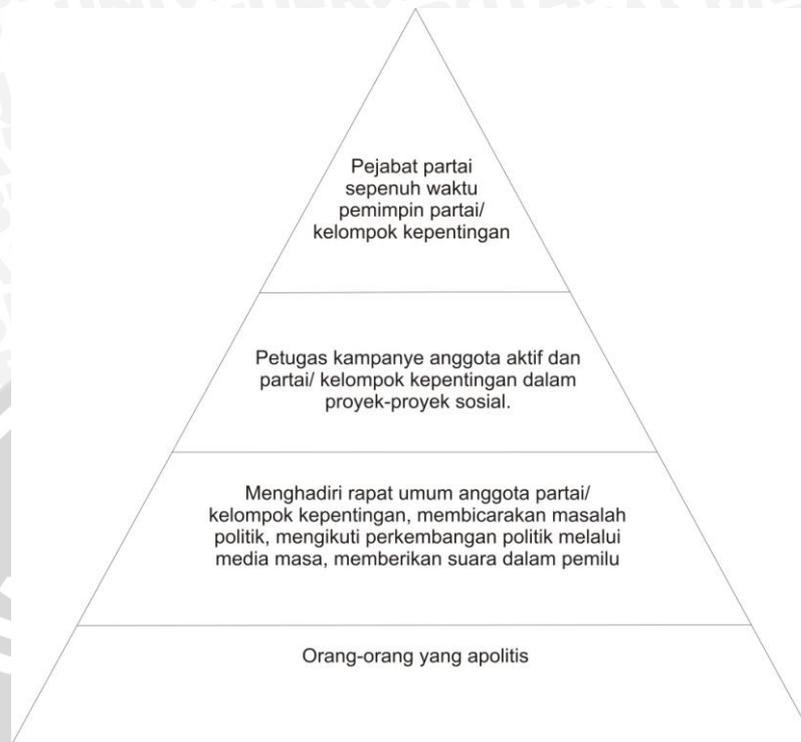 Pejabat partai
sepenuh waktu
pemimpin partai/
kelompok kepentingan
Petugas kampanye anggota aktif dan
partai/ kelompok kepentingan dalam
proyek-proyek sosial.
Menghadiri rapat umum anggota partai/
kelompok kepentingan, membicarakan masalah
politik, mengikuti perkembangan politik melalui
media masa, memberikan suara dalam pemilu
Orang-orang yang apolitis